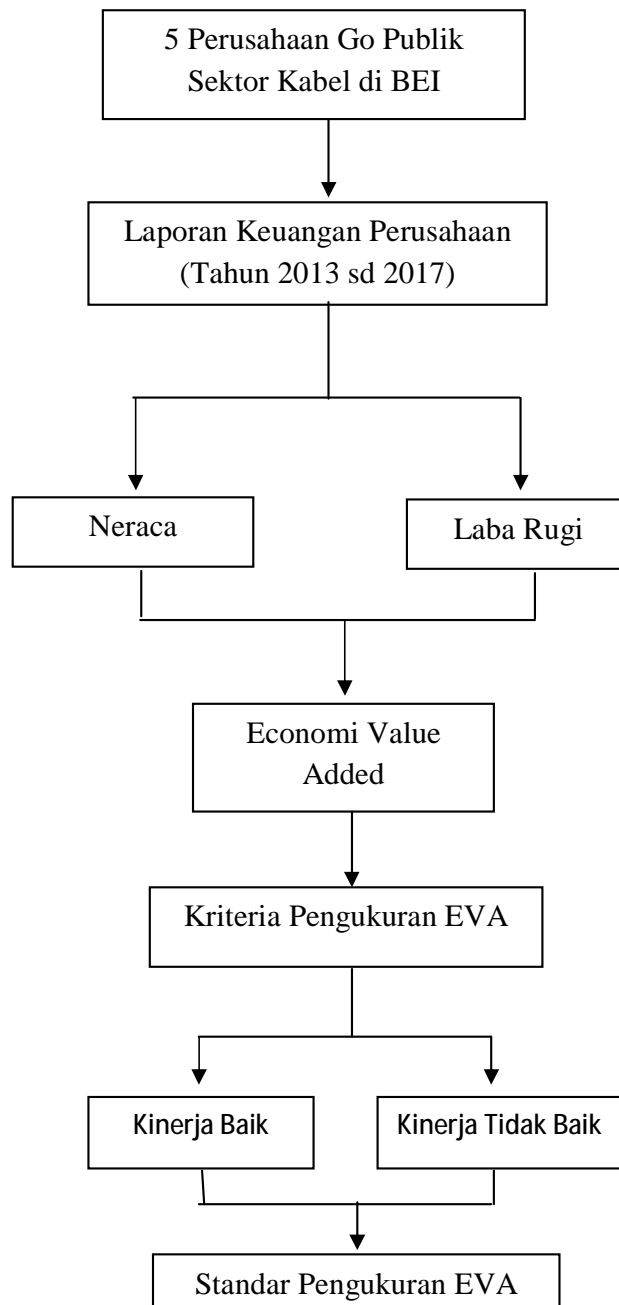 5 Perusahaan Go Publik
Sektor Kabel di BEI
Laporan Keuangan Perusahaan
(Tahun 2013 sd 2017)
Neraca
Laba Rugi
Economi Value
Added
Kriteria Pengukuran EVA
Kinerja Baik
Kinerja Tidak Baik
Standar Pengukuran EVA